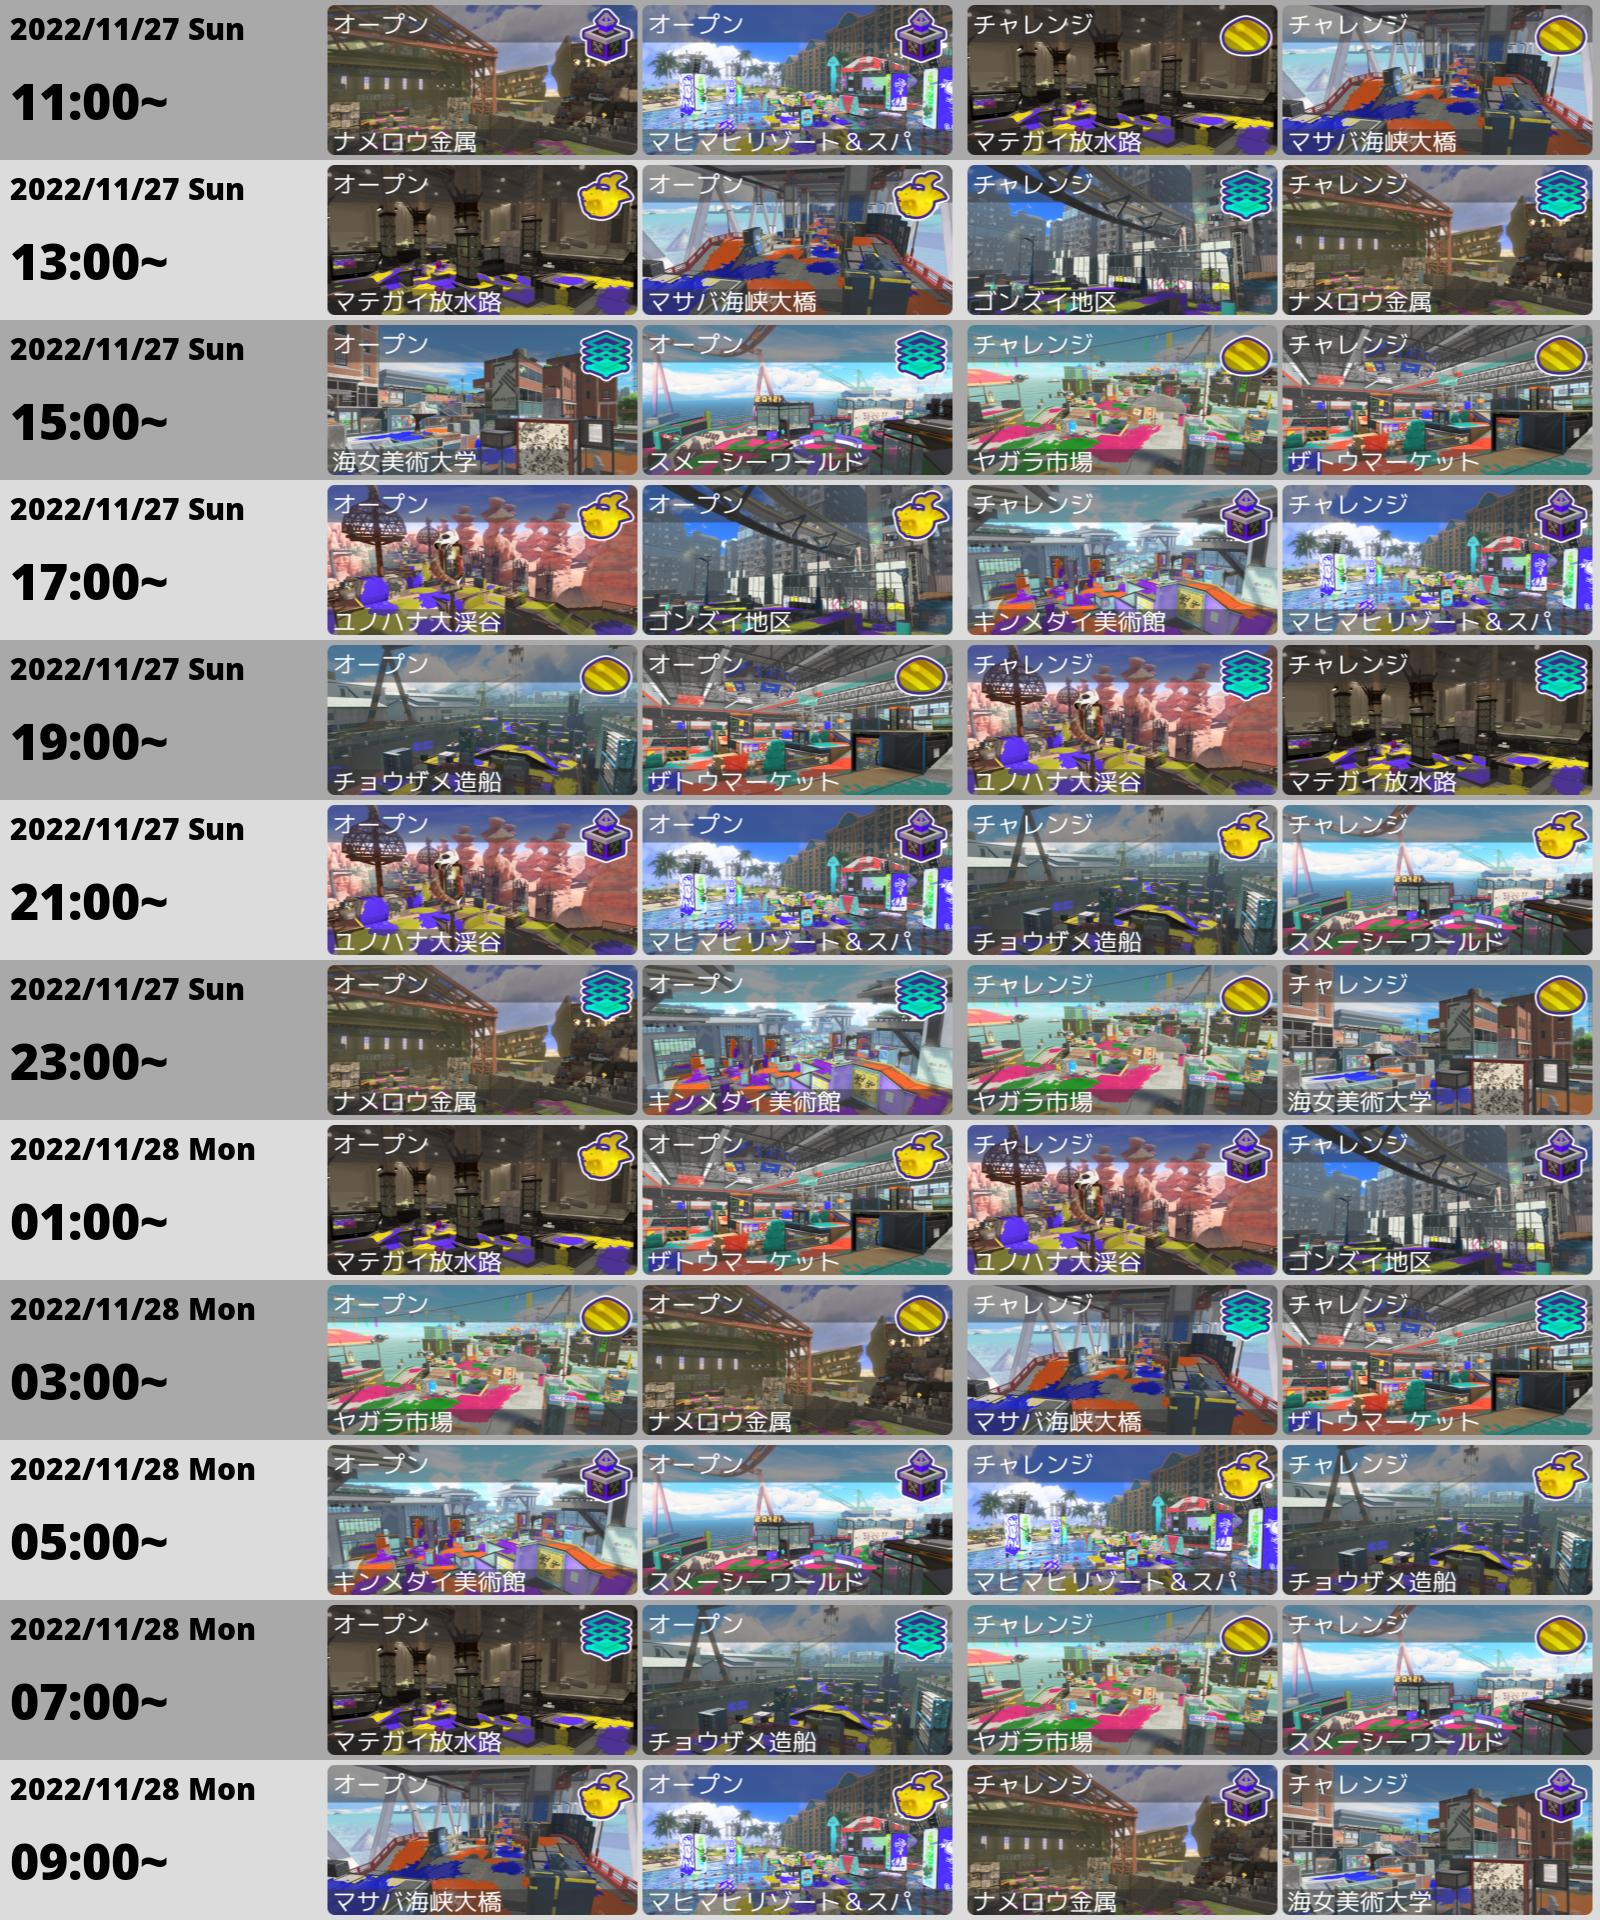 2022/11/27 Sun
11:00~
オープン
ナメロウ金属
オープン
マヒマヒリゾート＆スパ
チャレンジ
マテガイ放水路
チャレンジ
マサバ海峡大橋
2022/11/27 Sun
13:00~
オープン
マテガイ放水路
オープン
マサバ海峡大橋
チャレンジ
ゴンズイ地区
チャレンジ
ナメロウ金属
2022/11/27 Sun
15:00~
オープン
海女美術大学
オープン
スメーシーワールド
チャレンジ
ヤガラ市場
チャレンジ
ザトウマーケット
2022/11/27 Sun
17:00~
オープン
ユノハナ大渓谷
オープン
ゴンズイ地区
チャレンジ
キンメダイ美術館
チャレンジ
マヒマヒリゾート＆スパ
2022/11/27 Sun
19:00~
オープン
チョウザメ造船
オープン
ザトウマーケット
チャレンジ
ユノハナ大渓谷
チャレンジ
マテガイ放水路
2022/11/27 Sun
21:00~
オープン
ユノハナ大渓谷
オープン
マヒマヒリゾート＆スパ
チャレンジ
チョウザメ造船
チャレンジ
スメーシーワールド
2022/11/27 Sun
23:00~
オープン
ナメロウ金属
オープン
キンメダイ美術館
チャレンジ
ヤガラ市場
チャレンジ
海女美術大学
2022/11/28 Mon
01:00~
オープン
マテガイ放水路
オープン
ザトウマーケット
チャレンジ
ユノハナ大渓谷
チャレンジ
ゴンズイ地区
2022/11/28 Mon
03:00~
オープン
ヤガラ市場
オープン
ナメロウ金属
チャレンジ
マサバ海峡大橋
チャレンジ
ザトウマーケット
2022/11/28 Mon
05:00~
オープン
キンメダイ美術館
オープン
スメーシーワールド
チャレンジ
マヒマヒリゾート＆スパ
チャレンジ
チョウザメ造船
2022/11/28 Mon
07:00~
オープン
マテガイ放水路
オープン
チョウザメ造船
チャレンジ
ヤガラ市場
チャレンジ
スメーシーワールド
2022/11/28 Mon
09:00~
オープン
マサバ海峡大橋
オープン
マヒマヒリゾート＆スパ
チャレンジ
ナメロウ金属
チャレンジ
海女美術大学